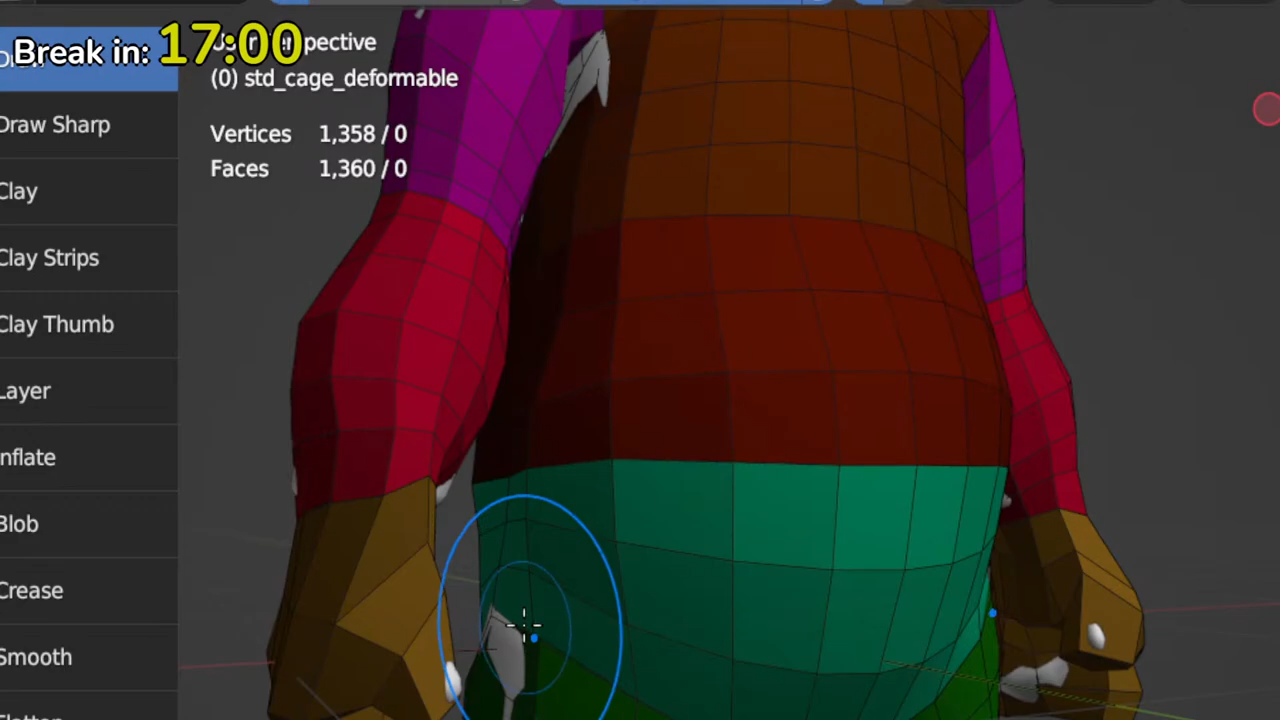 Break in: 17:00
pective
(0) std_cage_deformable
Vertices 1,358 / 0
Faces 1,360 / 0
Draw Sharp
Clay
Clay Strips
Clay Thumb
Layer
nflate
Blob
Crease
Smooth